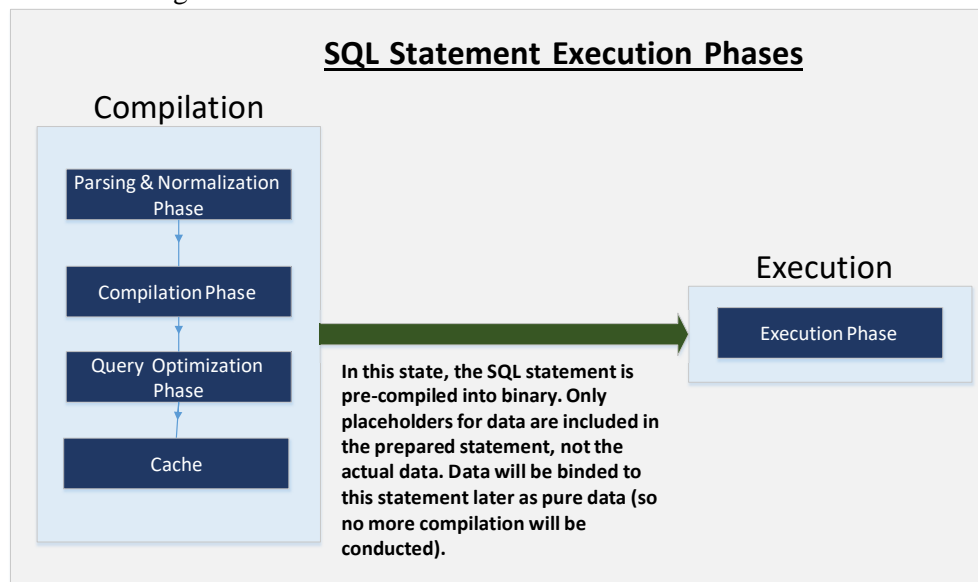 SQL Statement Execution Phases
Compilation
Parsing & Normalization
Phase
Compilation Phase
Query Optimization
Phase
Cache
In this state, the SQL statement is
pre-compiled into binary. Only
placeholders for data are included in
the prepared statement, not the
actual data. Data will be binded to
this statement later as pure data (so
no more compilation will be
conducted).
Execution
Execution Phase